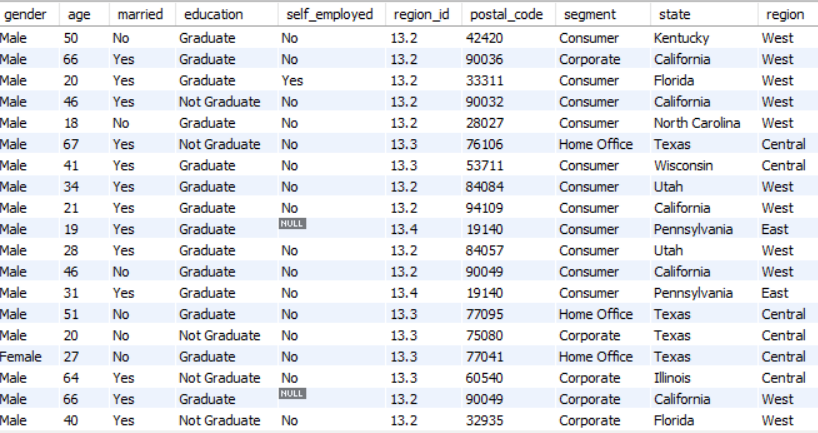 gender age married education self_employed region_id postal_code segment state region
Male 50 No Graduate No 13.2 42420 Consumer Kentucky West
Male 66 Yes Graduate No 13.2 90036 Corporate California West
Male 20 Yes Graduate Yes 13.2 33311 Consumer Florida West
Male 46 Yes Not Graduate No 13.2 90032 Consumer California West
Male 18 No Graduate No 13.2 28027 Consumer North Carolina West
Male 67 Yes Not Graduate No 13.3 76106 Home Office Texas Central
Male 41 Yes Graduate No 13.3 53711 Consumer Wisconsin Central
Male 34 Yes Graduate No 13.2 84084 Consumer Utah West
Male 21 Yes Graduate No 13.2 94109 Consumer California West
Male 19 Yes Graduate NULL 13.4 19140 Consumer Pennsylvania East
Male 28 Yes Graduate No 13.2 84057 Consumer Utah West
Male 46 No Graduate No 13.2 90049 Consumer California West
Male 31 Yes Graduate No 13.4 19140 Consumer Pennsylvania East
Male 51 No Graduate No 13.3 77095 Home Office Texas Central
Male 20 No Not Graduate No 13.3 75080 Corporate Texas Central
Female 27 No Graduate No 13.3 77041 Home Office Texas Central
Male 64 Yes Not Graduate No 13.3 60540 Corporate Illinois Central
Male 66 Yes Graduate NULL 13.2 90049 Corporate California West
Male 40 Yes Not Graduate No 13.2 32935 Corporate Florida West